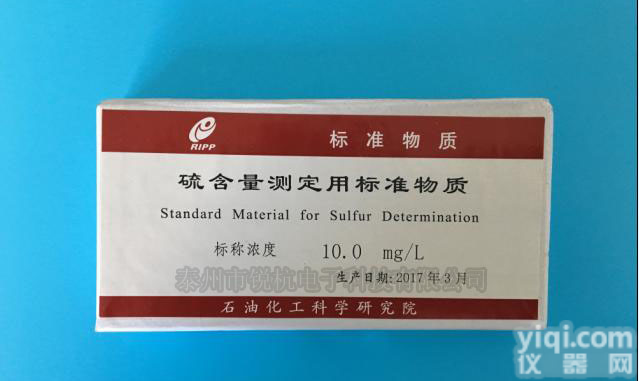 RIPP
标准物质
硫含量测定用标准物质
Standard Material for Sulfur Determination
标称浓度 10.0 mg/L
泰州市锐杭电子科技有限公司
生产日期:2017年3月
石油化工科学研究院
yiqi.com
仪器网